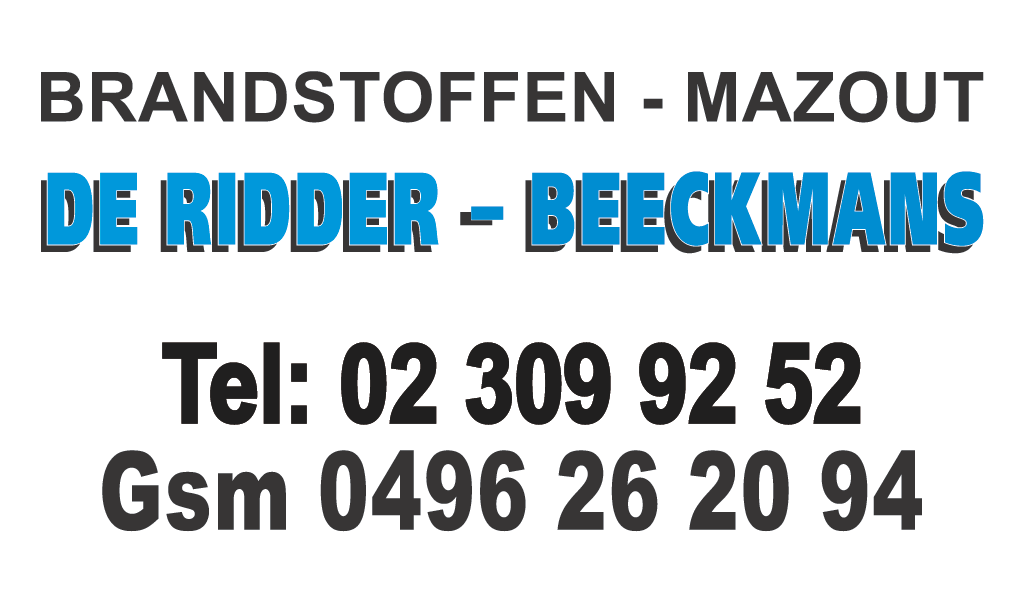 BRANDSTOFFEN - MAZOUT
DE RIDDER - BEECKMANS
Tel: 02 309 92 52
Gsm 0496 26 20 94